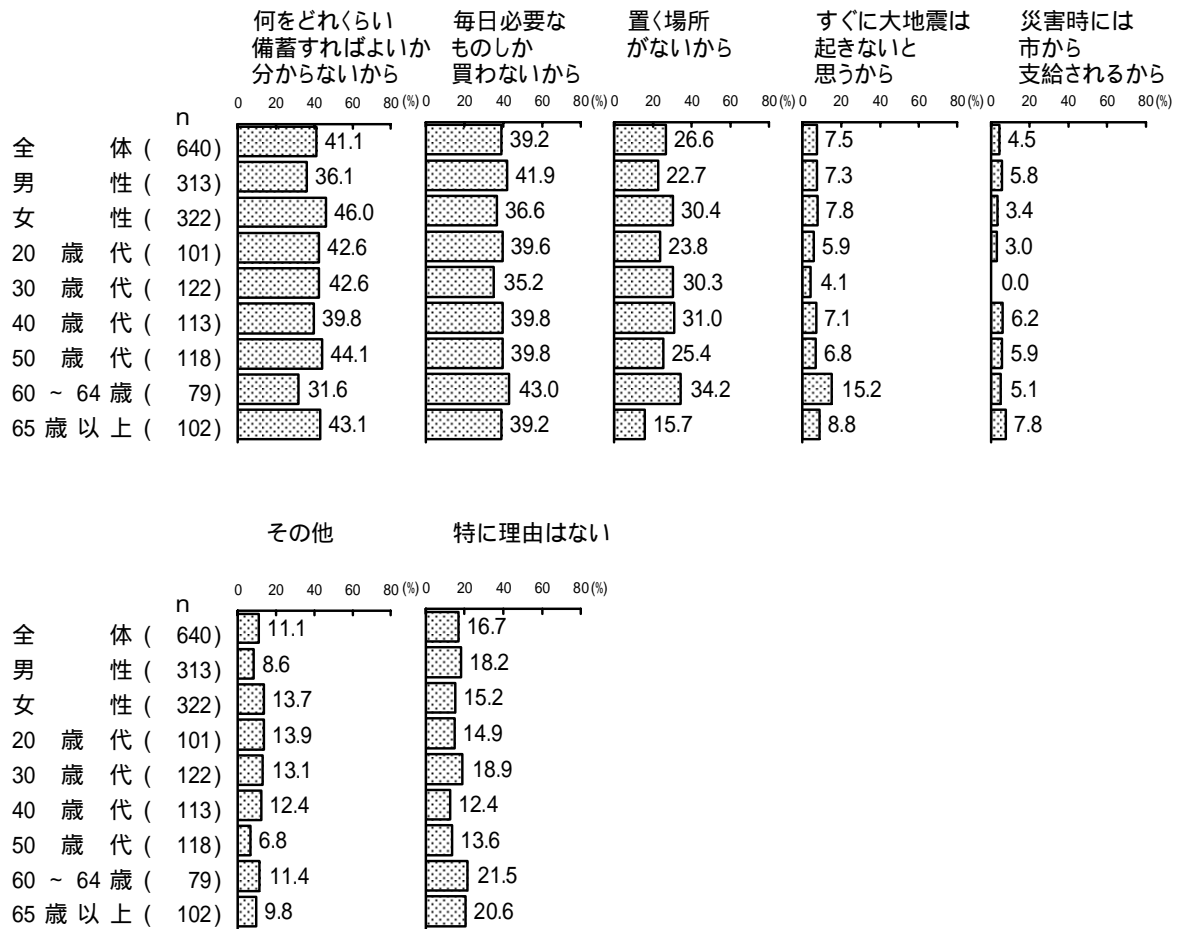 何をどれくらい 毎日必要な 置く場所 すぐに大地震は 災害時には
備蓄すればよいか ものしか がないから 起きないと 市から
分からないから 買わないから 思うから 支給されるから
n 0 20 40 60 80(%) 0 20 40 60 80(%) 0 20 40 60 80(%) 0 20 40 60 80(%) 0 20 40 60 80(%)
全 体 ( 640) 41.1 39.2 26.6 7.5 4.5
男 性 ( 313) 36.1 41.9 22.7 7.3 5.8
女 性 ( 322) 46.0 36.6 30.4 7.8 3.4
20 歳 代 ( 101) 42.6 39.6 23.8 5.9 3.0
30 歳 代 ( 122) 42.6 35.2 30.3 4.1 0.0
40 歳 代 ( 113) 39.8 39.8 31.0 7.1 6.2
50 歳 代 ( 118) 44.1 39.8 25.4 6.8 5.9
60 ~ 64 歳 ( 79) 31.6 43.0 34.2 15.2 5.1
65 歳 以 上 ( 102) 43.1 39.2 15.7 8.8 7.8
その他 特に理由はない
n 0 20 40 60 80(%) 0 20 40 60 80(%)
全 体 ( 640) 11.1 16.7
男 性 ( 313) 8.6 18.2
女 性 ( 322) 13.7 15.2
20 歳 代 ( 101) 13.9 14.9
30 歳 代 ( 122) 13.1 18.9
40 歳 代 ( 113) 12.4 12.4
50 歳 代 ( 118) 6.8 13.6
60 ~ 64 歳 ( 79) 11.4 21.5
65 歳 以 上 ( 102) 9.8 20.6